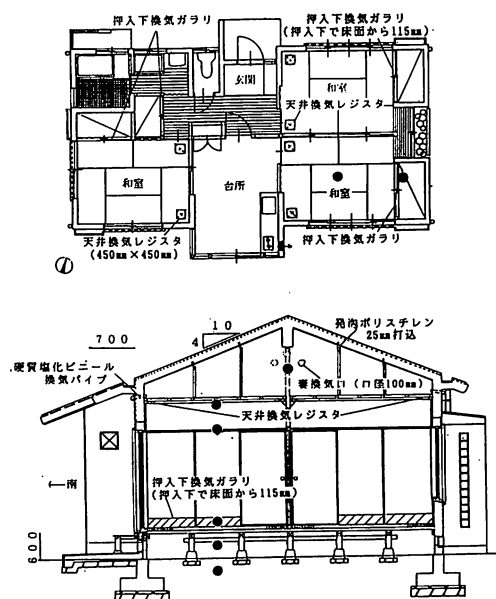 押入下換気ガラリ
押入下換気ガラリ
(押入下で床面から115㎜)
玄関
和室
天井換気レジスタ
和室
台所
和室
天井換気レジスタ
(450㎜×450㎜)
押入下換気ガラリ
10
4
700
発泡ポリスチレン
25㎜打込
硬質塩化ビニール
換気パイプ
妻換気口 (口径100㎜)
天井換気レジスタ
←南
押入下換気ガラリ
(押入下で床面から115㎜)
600